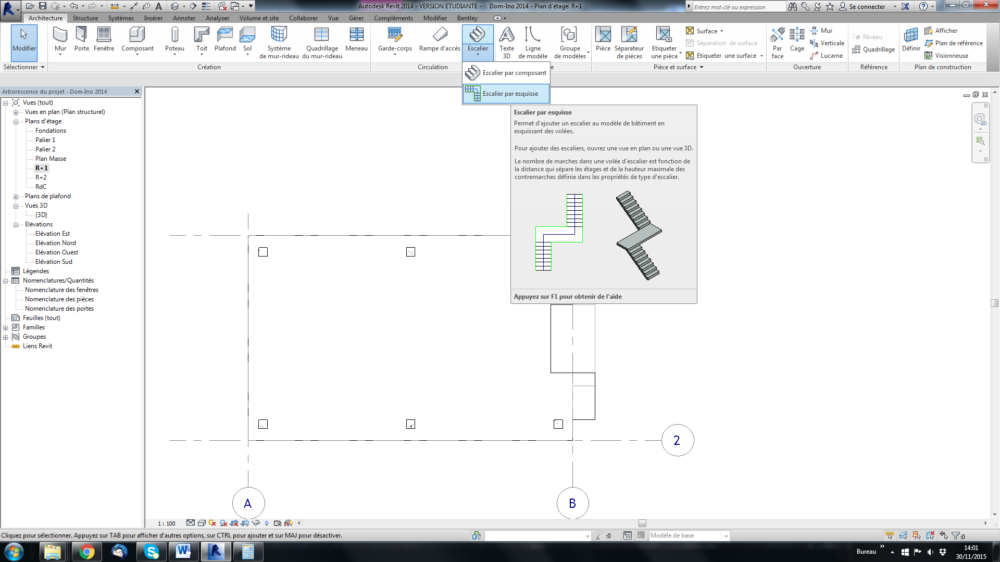 Autodesk Revit 2014 - VERSION ETUDIANTE - Dom-Ino 2014 - Plan d'étage: R+1
Entrez mot-clé ou expression
Se connecter
Architecture Structure Systèmes Insérer Annoter Analyser Volume et site Collaborer Vue Gérer Compléments Modifier Bentley
Modifier
Mur
Porte
Fenêtre
Composant
Poteau
Toit
Plafond
Sol
Système
de mur-rideau
Quadrillage
du mur-rideau
Meneau
Garde-corps
Rampe d'accès
Escalier
Texte
3D
Ligne
de modèle
Groupe
de modèles
Pièce
Séparateur
de pièces
Etiqueter
une pièce
Surface
Séparation de surface
Etiqueter une surface
Par
face
Cage
Mur
Verticale
Lucarne
Niveau
Quadrillage
Définir
Afficher
Plan de référence
Visionneuse
Sélectionner
Création
Circulation
e
Pièce et surface
Ouverture
Référence
Plan de construction
Escalier par composant
Escalier par esquisse
Escalier par esquisse
Permet d'ajouter un escalier au modèle de bâtiment en
esquissant des volées.
Pour ajouter des escaliers, ouvrez une vue en plan ou une vue 3D.
Le nombre de marches dans une volée d'escalier est fonction de
la distance qui sépare les étages et de la hauteur maximale des
contremarches définie dans les propriétés de type d'escalier.
Appuyez sur F1 pour obtenir de l'aide
Arborescence du projet - Dom-Ino 2014
Vues (tout)
Vues en plan (Plan structurel)
Plans d'étage
Fondations
Palier 1
Palier 2
Plan Masse
R+1
R+2
RdC
Plans de plafond
Vues 3D
{3D}
Elévations
Elévation Est
Elévation Nord
Elévation Ouest
Elévation Sud
Légendes
Nomenclatures/Quantités
Nomenclature des fenêtres
Nomenclature des pièces
Nomenclature des portes
Feuilles (tout)
Familles
Groupes
Liens Revit
2D
2
A
B
1 : 100
Cliquez pour sélectionner. Appuyez sur TAB pour afficher d'autres options, sur CTRL pour ajouter et sur MAJ pour désactiver.
:0
Modèle de base
:0
Bureau
14:01
30/11/2015